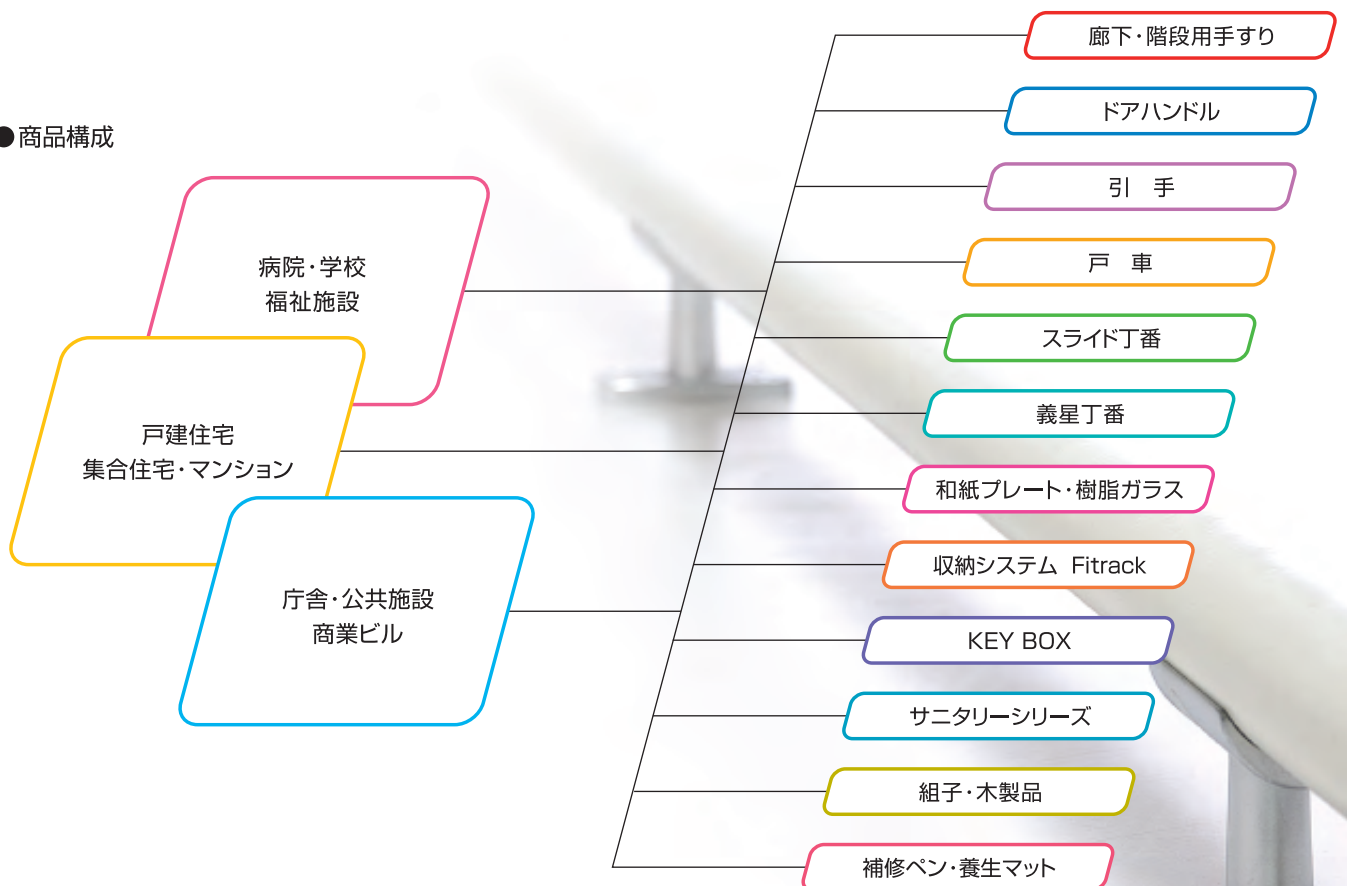 ●商品構成
病院・学校
福祉施設
戸建住宅
集合住宅・マンション
庁舎・公共施設
商業ビル
廊下・階段用手すり
ドアハンドル
引　手
戸　車
スライド丁番
義星丁番
和紙プレート・樹脂ガラス
収納システム Fitrack
KEY BOX
サニタリーシリーズ
組子・木製品
補修ペン・養生マット